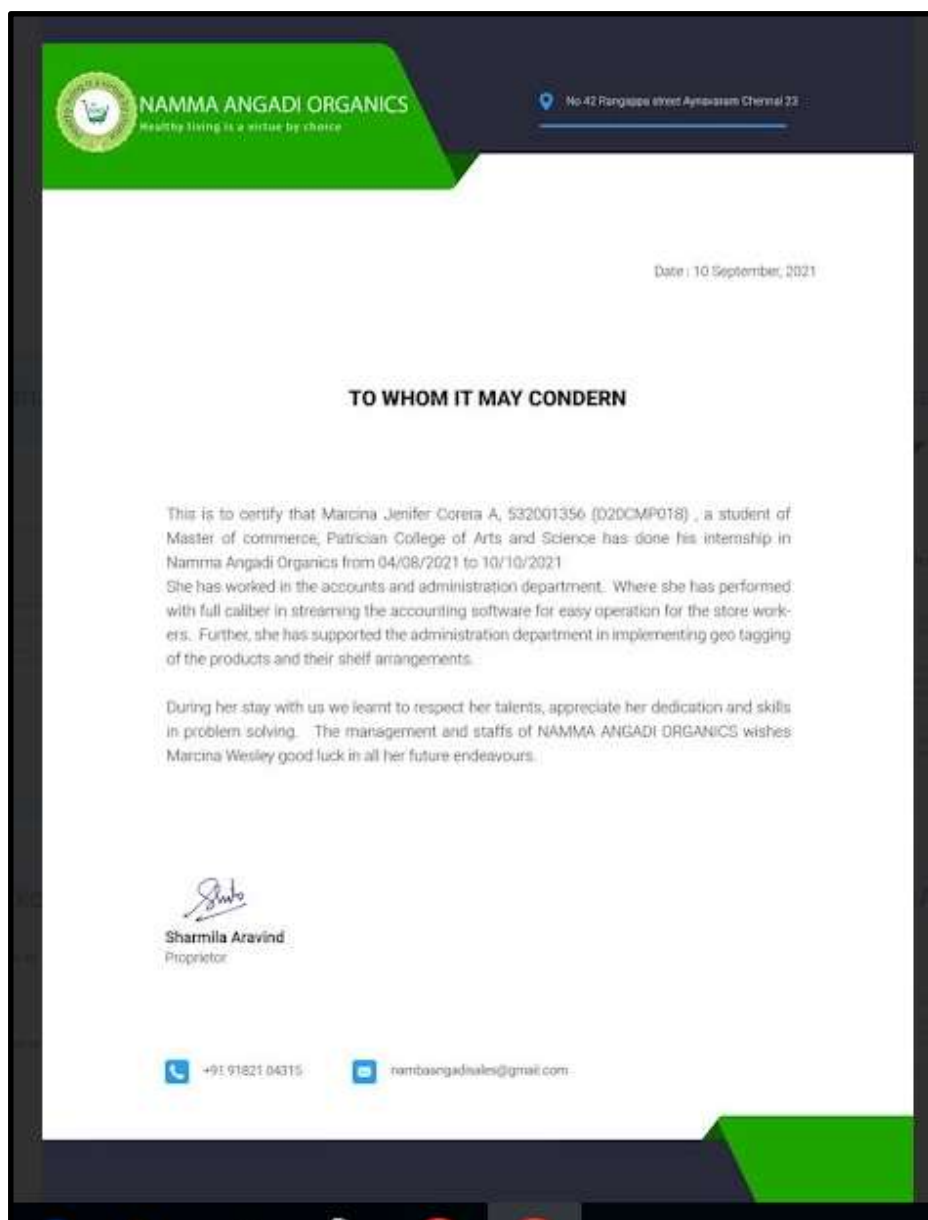 NAMMA ANGADI ORGANICS
Healthy living is a virtue by choice
No 42 Rangappa street Aynavaram Chennai 23
Date : 10 September, 2021
TO WHOM IT MAY CONDERN
This is to certify that Marcina Jenifer Corera A, 532001356 (020CMP018) , a student of
Master of commerce, Patrician College of Arts and Science has done his internship in
Namma Angadi Organics from 04/08/2021 to 10/10/2021
She has worked in the accounts and administration department. Where she has performed
with full caliber in streaming the accounting software for easy operation for the store work-
ers. Further, she has supported the administration department in implementing geo tagging
of the products and their shelf arrangements.
During her stay with us we learnt to respect her talents, appreciate her dedication and skills
in problem solving. The management and staffs of NAMMA ANGADI ORGANICS wishes
Marcina Wesley good luck in all her future endeavours.
Sharmila Aravind
Proprietor
+91 91821 04315
nambaangadisales@gmail.com